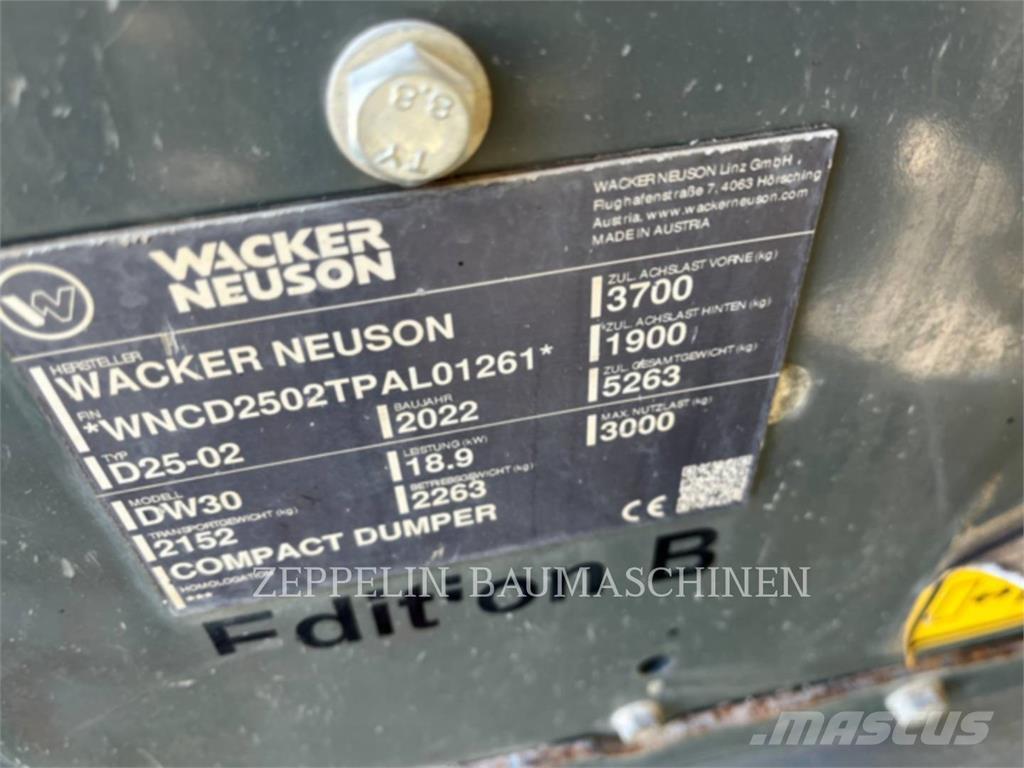 8.8
TY
WACKER NEUSON Linz GmbH,
Flughafenstraße 7, 4063 Hörsching
Austria, www.wackerneuson.com
MADE IN AUSTRIA
WACKER
NEUSON
HERSTELLER
WACKER NEUSON
FIN
*WNCD2502TPAL01261*
TYP
D25-02
BAUJAHR
2022
MODELL
DW30
LEISTUNG (kW)
18.9
TRANSPORTGEWICHT (kg)
2152
BETRIEBSGEWICHT (kg)
2263
COMPACT DUMPER
HOMOLOGATION
***
ZUL. ACHSLAST VORNE (kg)
3700
ZUL. ACHSLAST HINTEN (kg)
1900
ZUL. GESAMTGEWICHT (kg)
5263
MAX. NUTZLAST (kg)
3000
CE
Edition B
ZEPPELIN BAUMASCHINEN
MASCUS